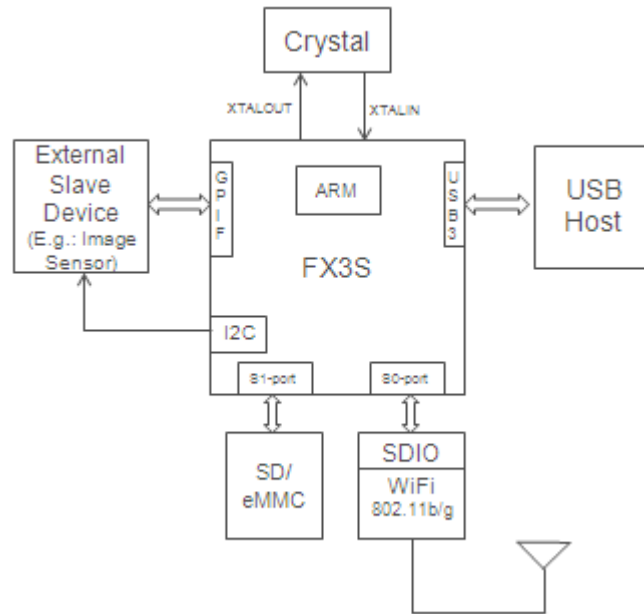 Crystal
XTALOUT
XTALIN
External
Slave
Device
(E.g.: Image
Sensor)
G
P
I
F
ARM
U
S
B
3
USB
Host
FX3S
I2C
S1-port
S0-port
SD/
eMMC
SDIO
WiFi
802.11b/g